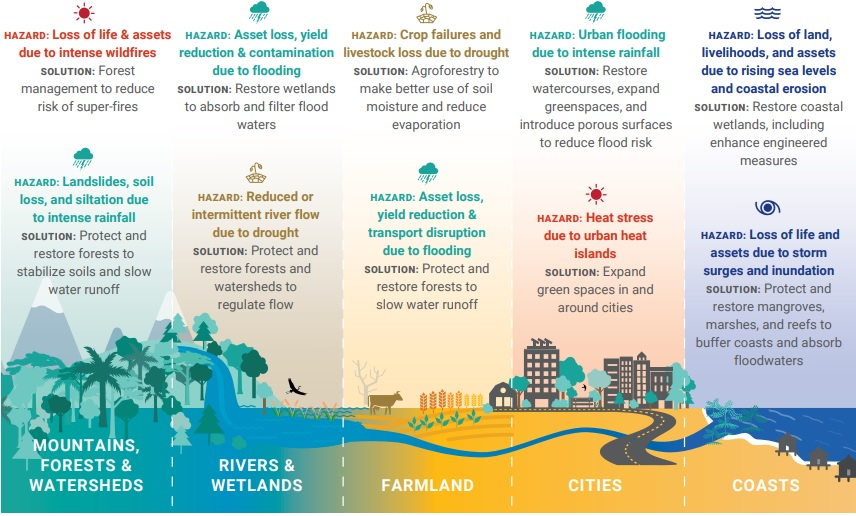 HAZARD: Loss of life & assets
due to intense wildfires
SOLUTION: Forest
management to reduce
risk of super-fires
HAZARD: Landslides, soil
loss, and siltation due
to intense rainfall
SOLUTION: Protect and
restore forests to
stabilize soils and slow
water runoff
MOUNTAINS,
FORESTS &
WATERSHEDS
HAZARD: Asset loss, yield
reduction & contamination
due to flooding
SOLUTION: Restore wetlands
to absorb and filter flood
waters
HAZARD: Reduced or
intermittent river flow
due to drought
SOLUTION: Protect and
restore forests and
watersheds to
regulate flow
RIVERS &
WETLANDS
HAZARD: Crop failures and
livestock loss due to drought
SOLUTION: Agroforestry to
make better use of soil
moisture and reduce
evaporation
HAZARD: Asset loss,
yield reduction &
transport disruption
due to flooding
SOLUTION: Protect and
restore forests to
slow water runoff
FARMLAND
HAZARD: Urban flooding
due to intense rainfall
SOLUTION: Restore
watercourses, expand
greenspaces, and
introduce porous surfaces
to reduce flood risk
HAZARD: Heat stress
due to urban heat
islands
SOLUTION: Expand
green spaces in and
around cities
CITIES
HAZARD: Loss of land,
livelihoods, and assets
due to rising sea levels
and coastal erosion
SOLUTION: Restore coastal
wetlands, including
enhance engineered
measures
HAZARD: Loss of life and
assets due to storm
surges and inundation
SOLUTION: Protect and
restore mangroves,
marshes, and reefs to
buffer coasts and absorb
floodwaters
COASTS